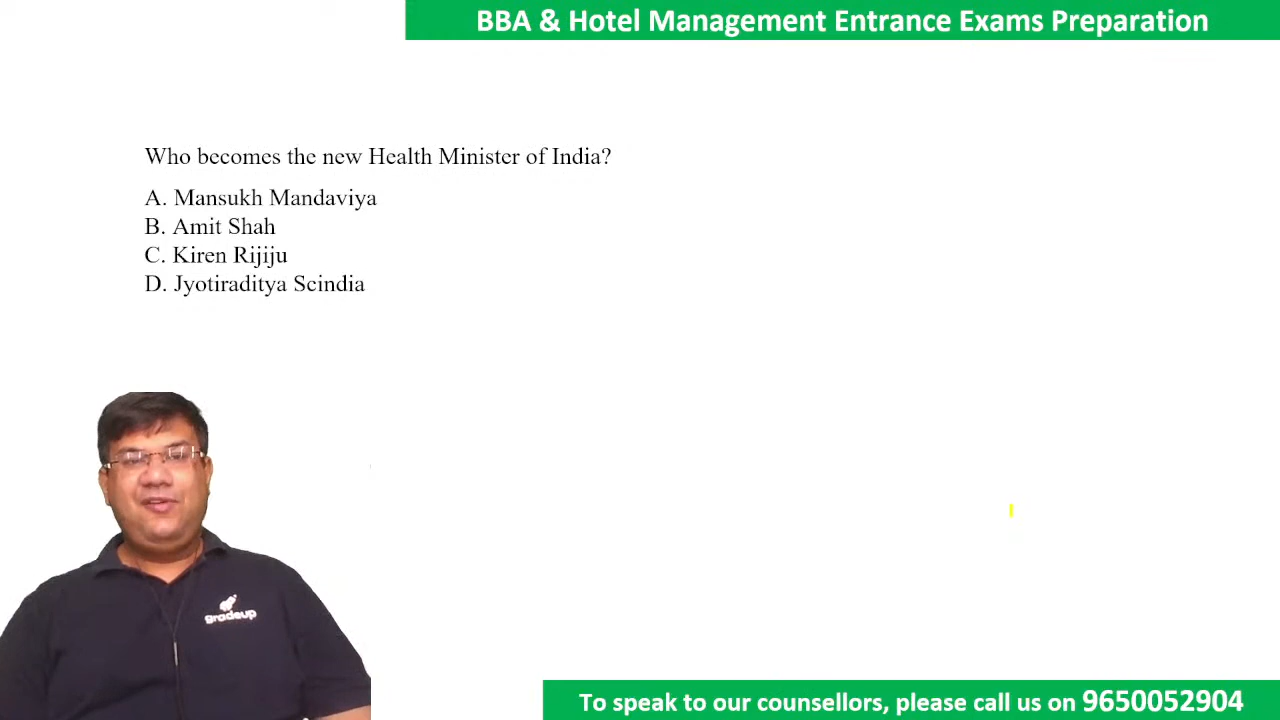 BBA & Hotel Management Entrance Exams Preparation
Who becomes the new Health Minister of India?
A. Mansukh Mandaviya
B. Amit Shah
C. Kiren Rijiju
D. Jyotiraditya Scindia
gradeup
To speak to our counsellors, please call us on 9650052904